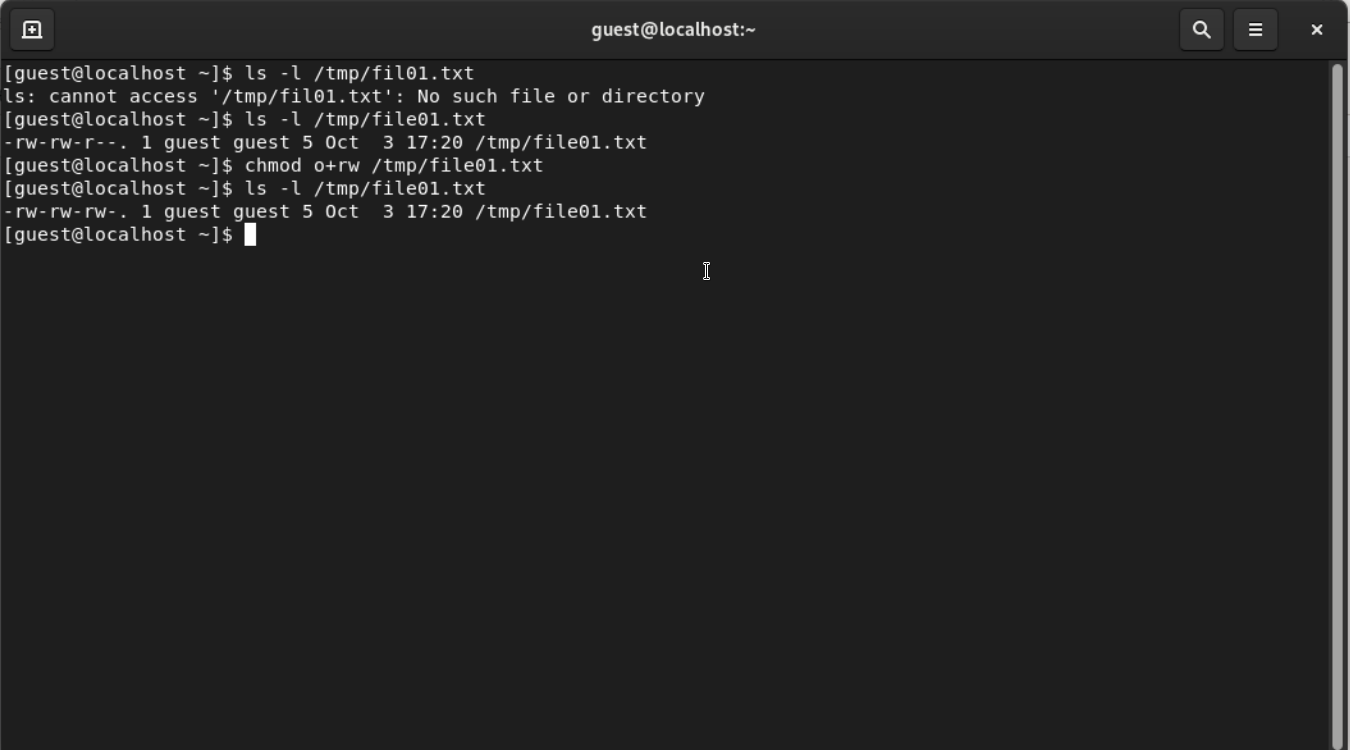 guest@localhost:~
[guest@localhost ~]$ ls -l /tmp/fil01.txt
ls: cannot access '/tmp/fil01.txt': No such file or directory
[guest@localhost ~]$ ls -l /tmp/file01.txt
-rw-rw-r--. 1 guest guest 5 Oct  3 17:20 /tmp/file01.txt
[guest@localhost ~]$ chmod o+rw /tmp/file01.txt
[guest@localhost ~]$ ls -l /tmp/file01.txt
-rw-rw-rw-. 1 guest guest 5 Oct  3 17:20 /tmp/file01.txt
[guest@localhost ~]$